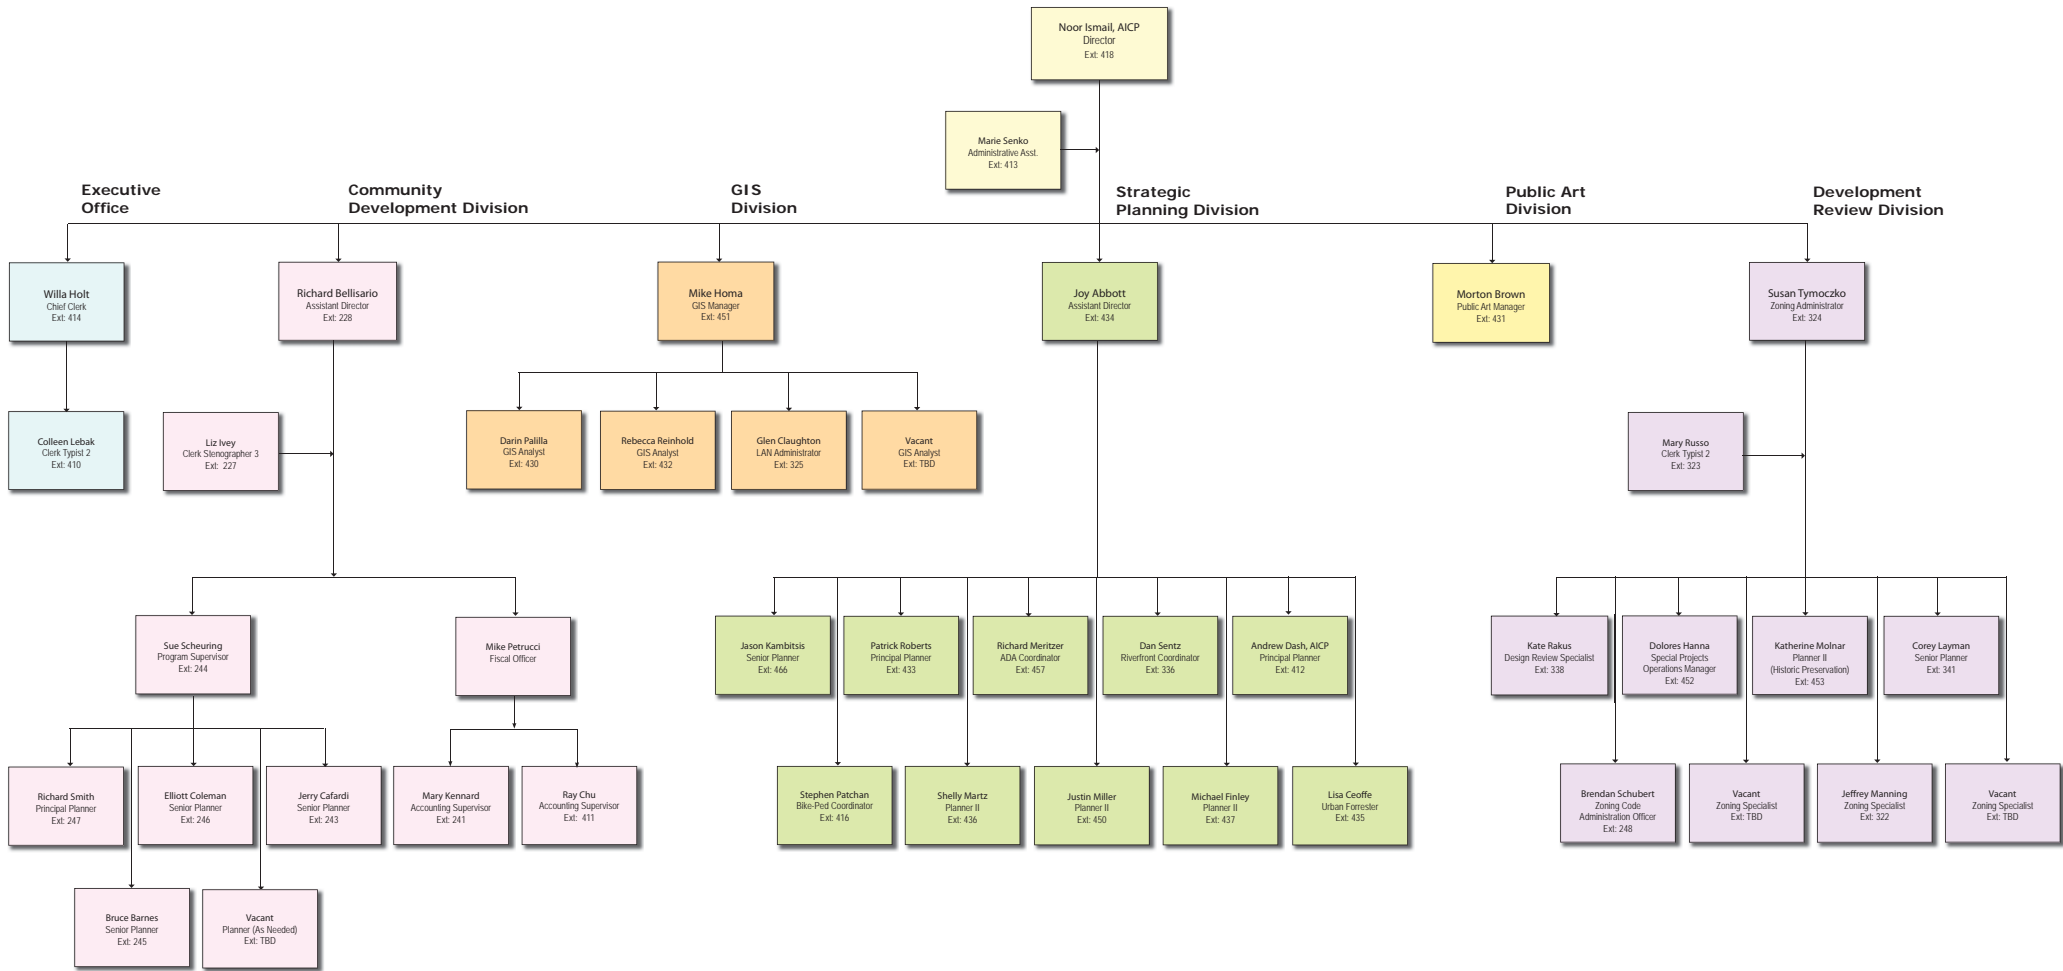 Noor Ismail, AICP
Director
Ext: 418
Marie Senko
Administrative Asst.
Ext: 413
Executive
Office
Community
Development Division
GIS
Division
Strategic
Planning Division
Public Art
Division
Development
Review Division
Willa Holt
Chief Clerk
Ext: 414
Richard Bellisario
Assistant Director
Ext: 228
Mike Homa
GIS Manager
Ext: 451
Joy Abbott
Assistant Director
Ext: 434
Morton Brown
Public Art Manager
Ext: 431
Susan Tymoczko
Zoning Administrator
Ext: 324
Colleen Lebak
Clerk Typist 2
Ext: 410
Liz Ivey
Clerk Stenographer 3
Ext: 227
Darin Palilla
GIS Analyst
Ext: 430
Rebecca Reinhold
GIS Analyst
Ext: 432
Glen Claughton
LAN Administrator
Ext: 325
Vacant
GIS Analyst
Ext: TBD
Mary Russo
Clerk Typist 2
Ext: 323
Sue Scheuring
Program Supervisor
Ext: 244
Mike Petrucci
Fiscal Officer
Jason Kambitsis
Senior Planner
Ext: 466
Patrick Roberts
Principal Planner
Ext: 433
Richard Meritzer
ADA Coordinator
Ext: 457
Dan Sentz
Riverfront Coordinator
Ext: 336
Andrew Dash, AICP
Principal Planner
Ext: 412
Kate Rakus
Design Review Specialist
Ext: 338
Dolores Hanna
Special Projects
Operations Manager
Ext: 452
Katherine Molnar
Planner II
(Historic Preservation)
Ext: 453
Corey Layman
Senior Planner
Ext: 341
Richard Smith
Principal Planner
Ext: 247
Elliott Coleman
Senior Planner
Ext: 246
Jerry Cafardi
Senior Planner
Ext: 243
Mary Kennard
Accounting Supervisor
Ext: 241
Ray Chu
Accounting Supervisor
Ext: 411
Stephen Patchan
Bike-Ped Coordinator
Ext: 416
Shelly Martz
Planner II
Ext: 436
Justin Miller
Planner II
Ext: 450
Michael Finley
Planner II
Ext: 437
Lisa Ceoffe
Urban Forrester
Ext: 435
Brendan Schubert
Zoning Code
Administration Officer
Ext: 248
Vacant
Zoning Specialist
Ext: TBD
Jeffrey Manning
Zoning Specialist
Ext: 322
Vacant
Zoning Specialist
Ext: TBD
Bruce Barnes
Senior Planner
Ext: 245
Vacant
Planner (As Needed)
Ext: TBD